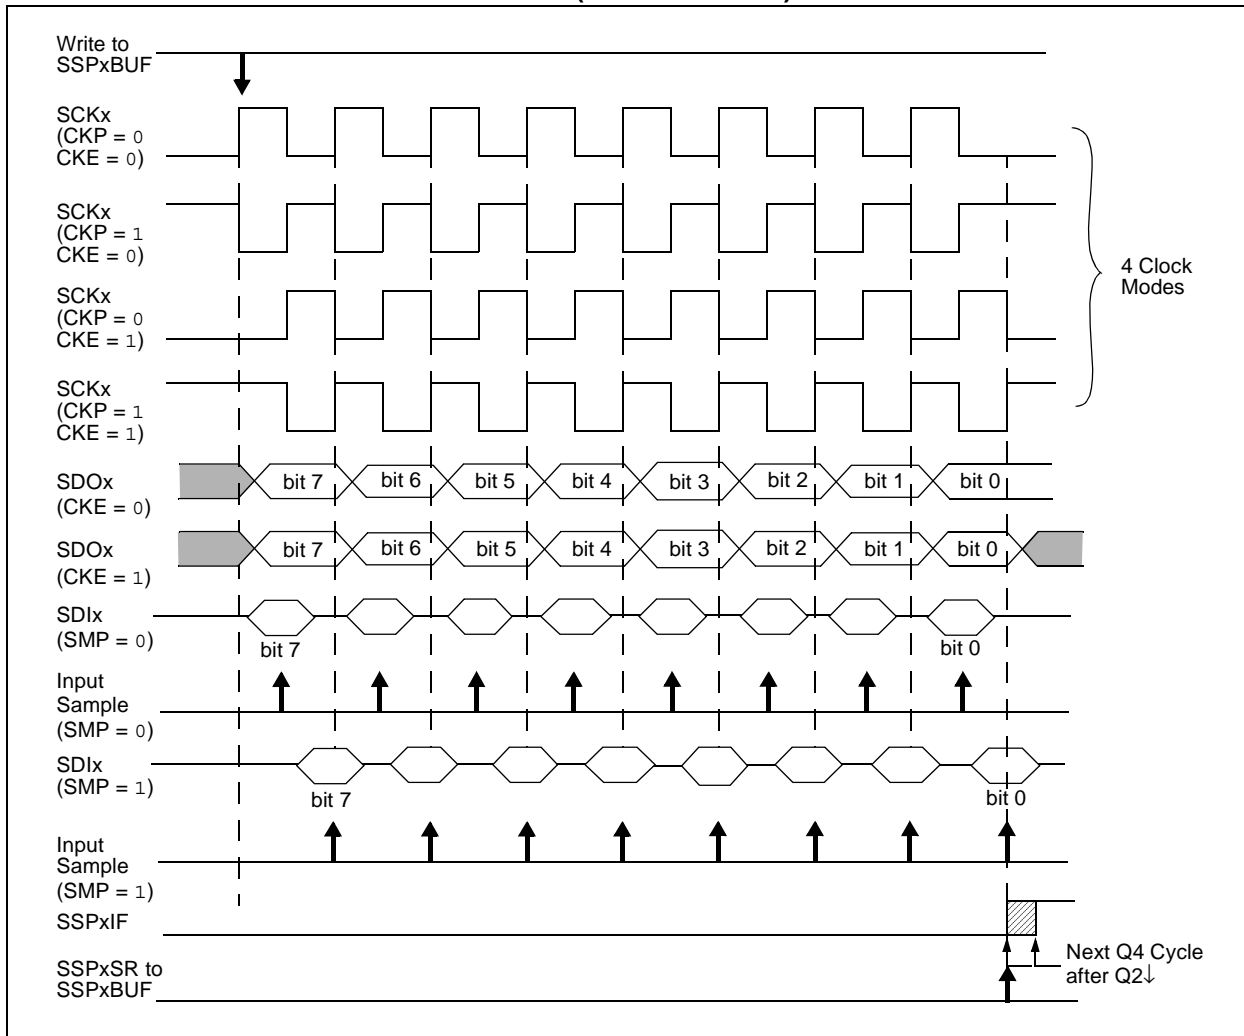 Write to
SSPxBUF
SCKx
(CKP = 0
CKE = 0)
SCKx
(CKP = 1
CKE = 0)
SCKx
(CKP = 0
CKE = 1)
SCKx
(CKP = 1
CKE = 1)
4 Clock
Modes
SDOx
(CKE = 0)
bit 7 bit 6 bit 5 bit 4 bit 3 bit 2 bit 1 bit 0
SDOx
(CKE = 1)
bit 7 bit 6 bit 5 bit 4 bit 3 bit 2 bit 1 bit 0
SDIx
(SMP = 0)
bit 7 bit 0
Input
Sample
(SMP = 0)
SDIx
(SMP = 1)
bit 7 bit 0
Input
Sample
(SMP = 1)
SSPxIF
Next Q4 Cycle
after Q2↓
SSPxSR to
SSPxBUF